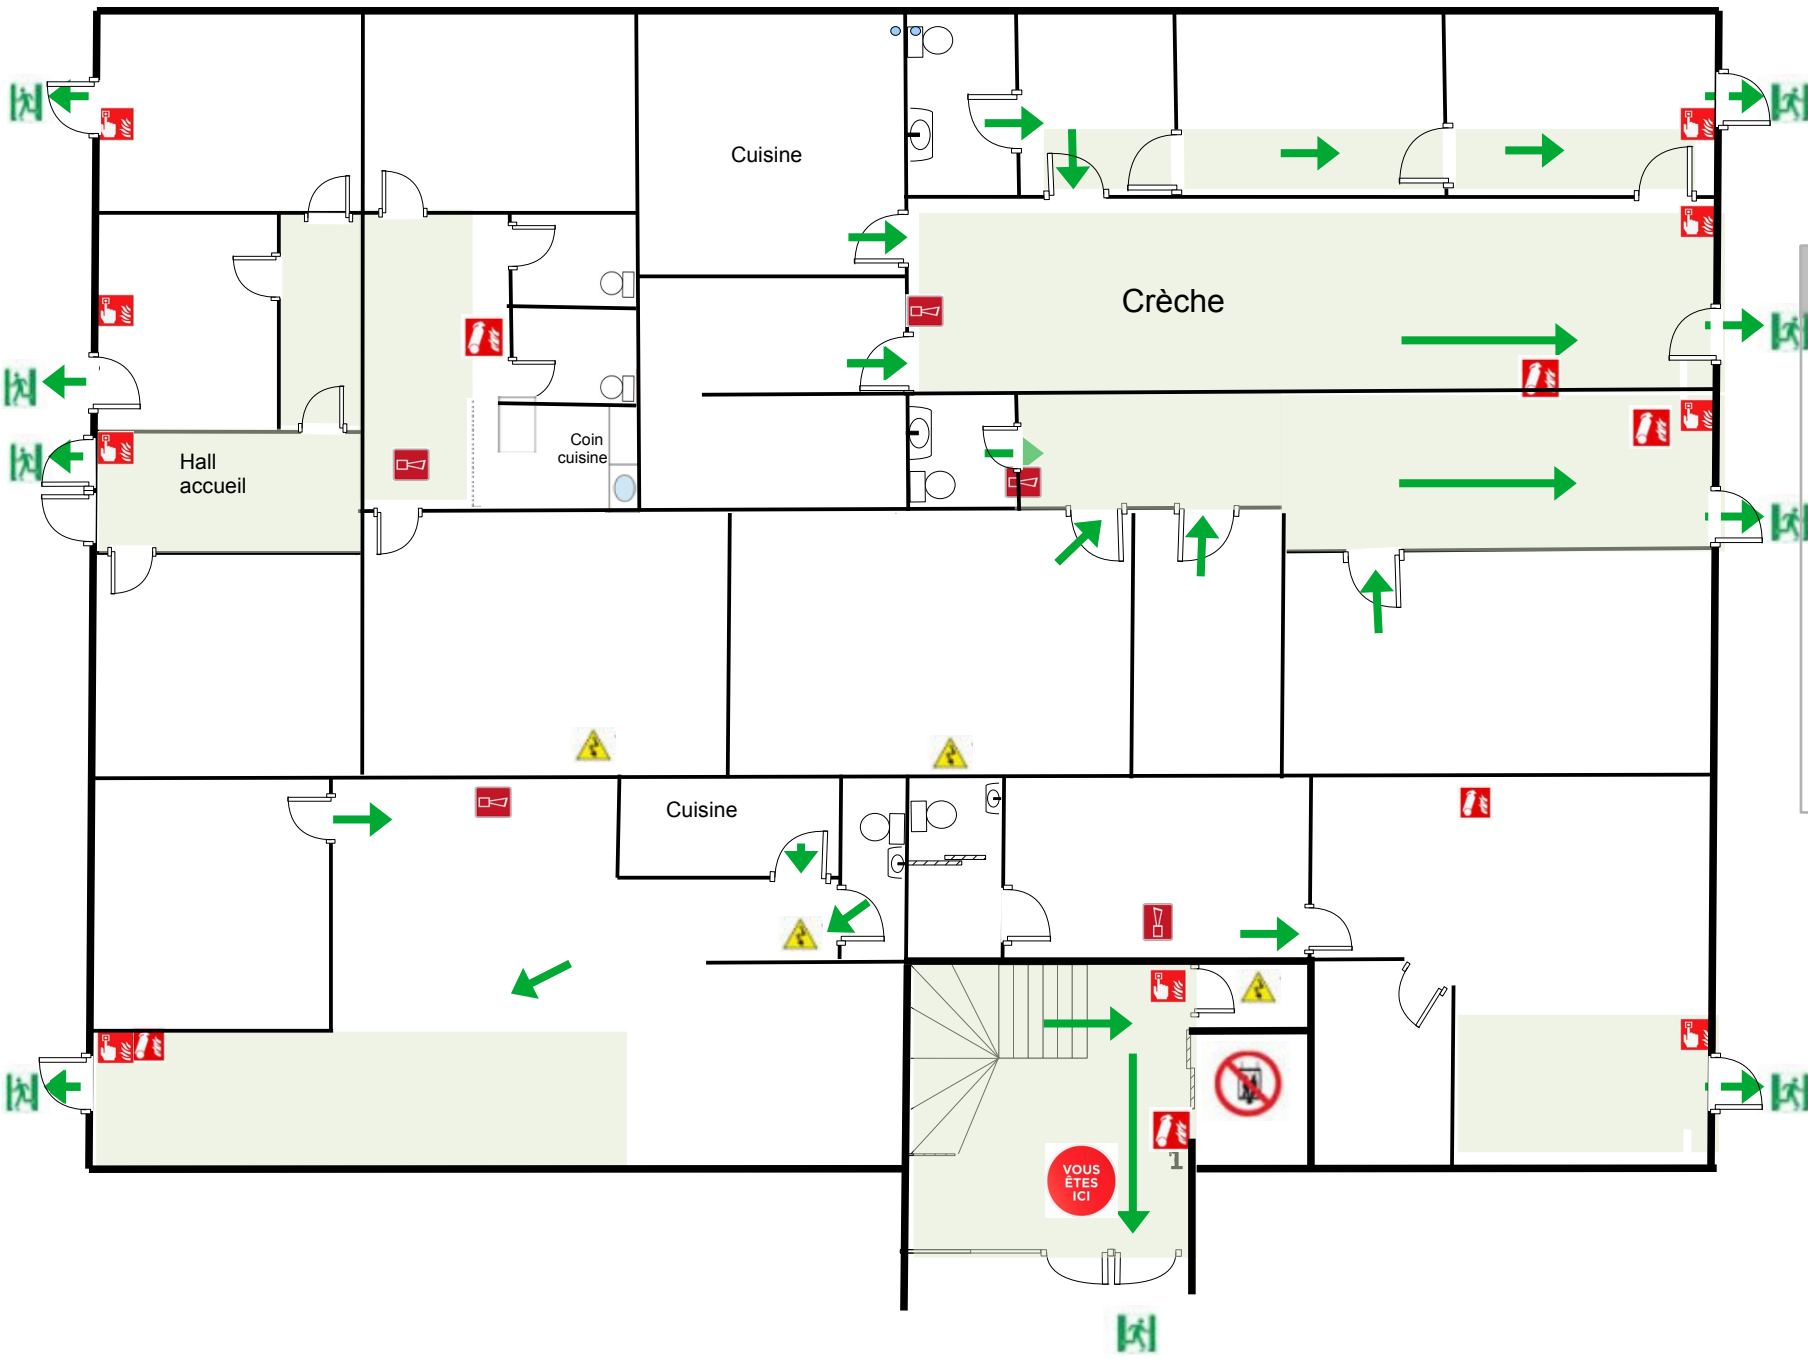 Cuisine
Crèche
Coin
cuisine
Hall
accueil
Cuisine
1
VOUS
ÊTES
ICI